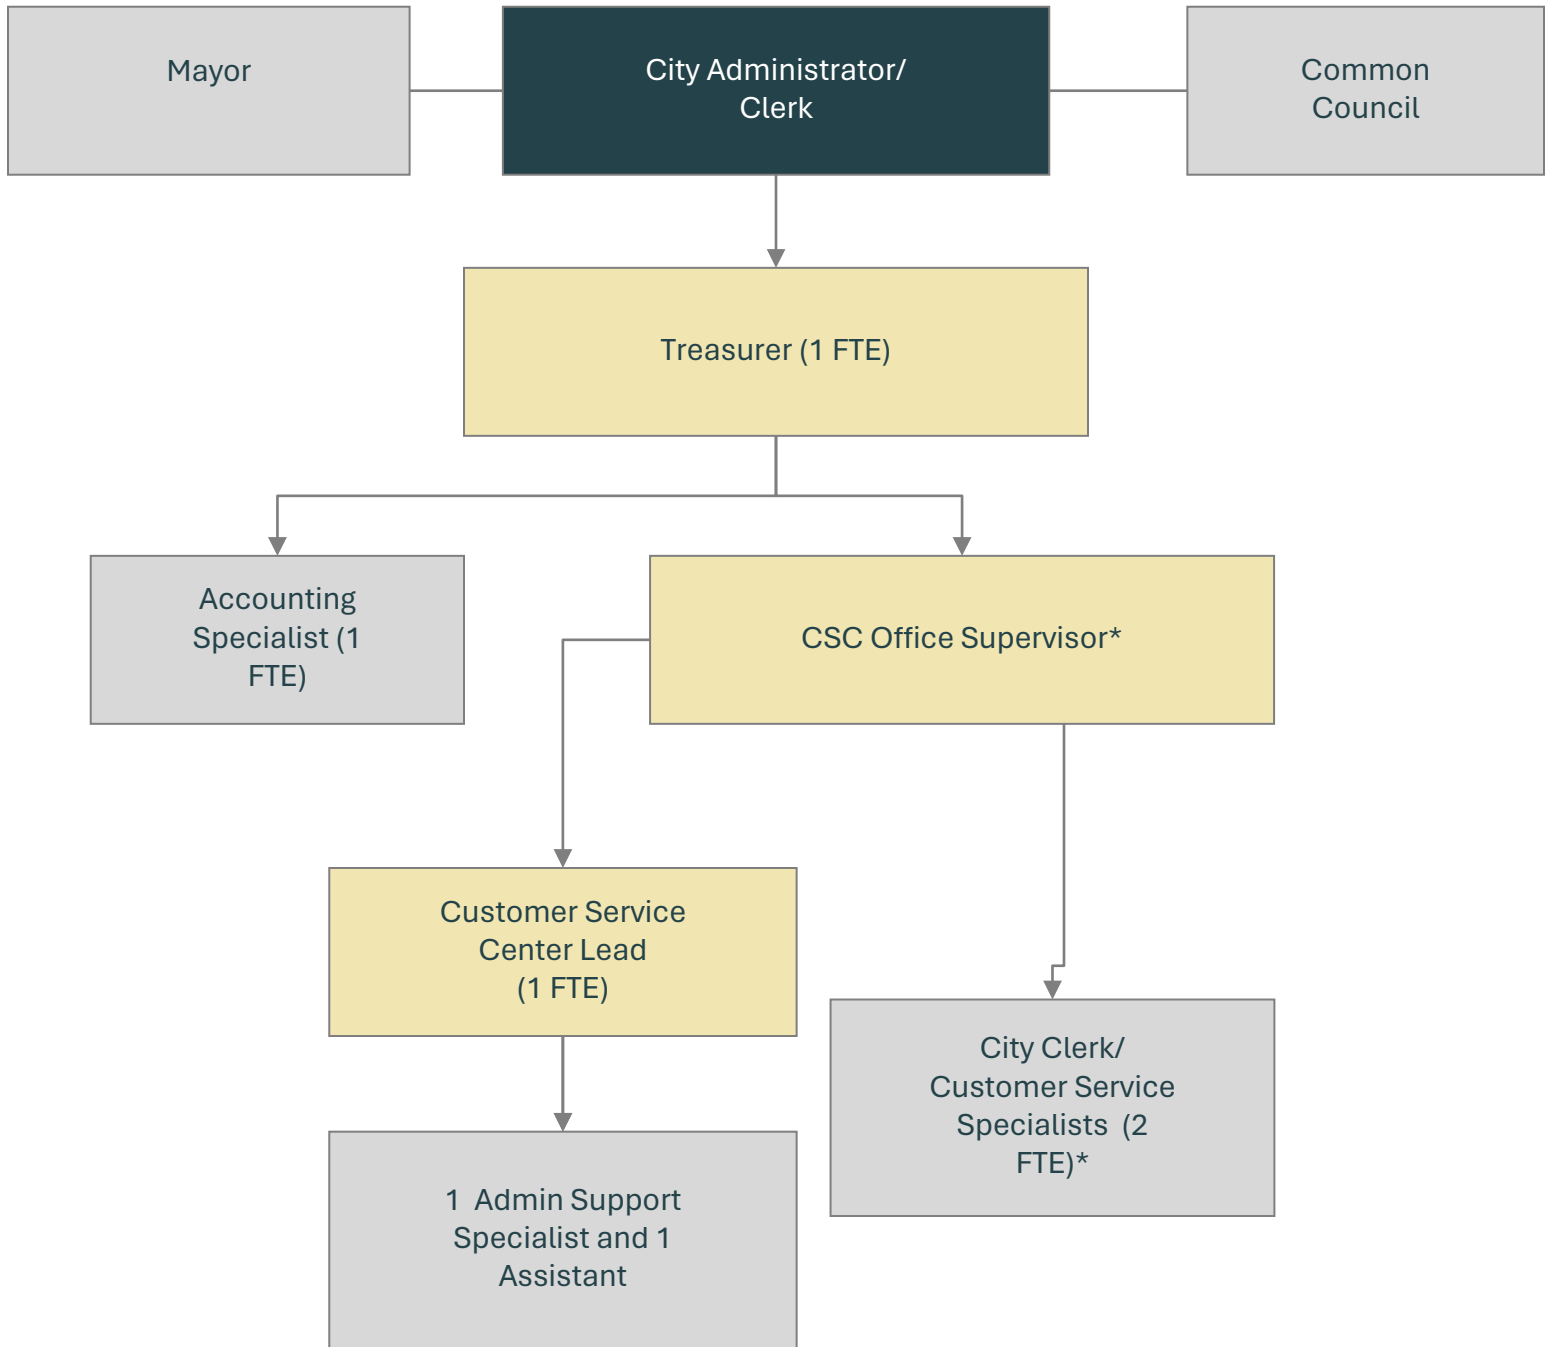 Mayor
City Administrator/
Clerk
Common
Council
Treasurer (1 FTE)
Accounting
Specialist (1
FTE)
CSC Office Supervisor*
Customer Service
Center Lead
(1 FTE)
City Clerk/
Customer Service
Specialists  (2
FTE)*
1  Admin Support
Specialist and 1
Assistant